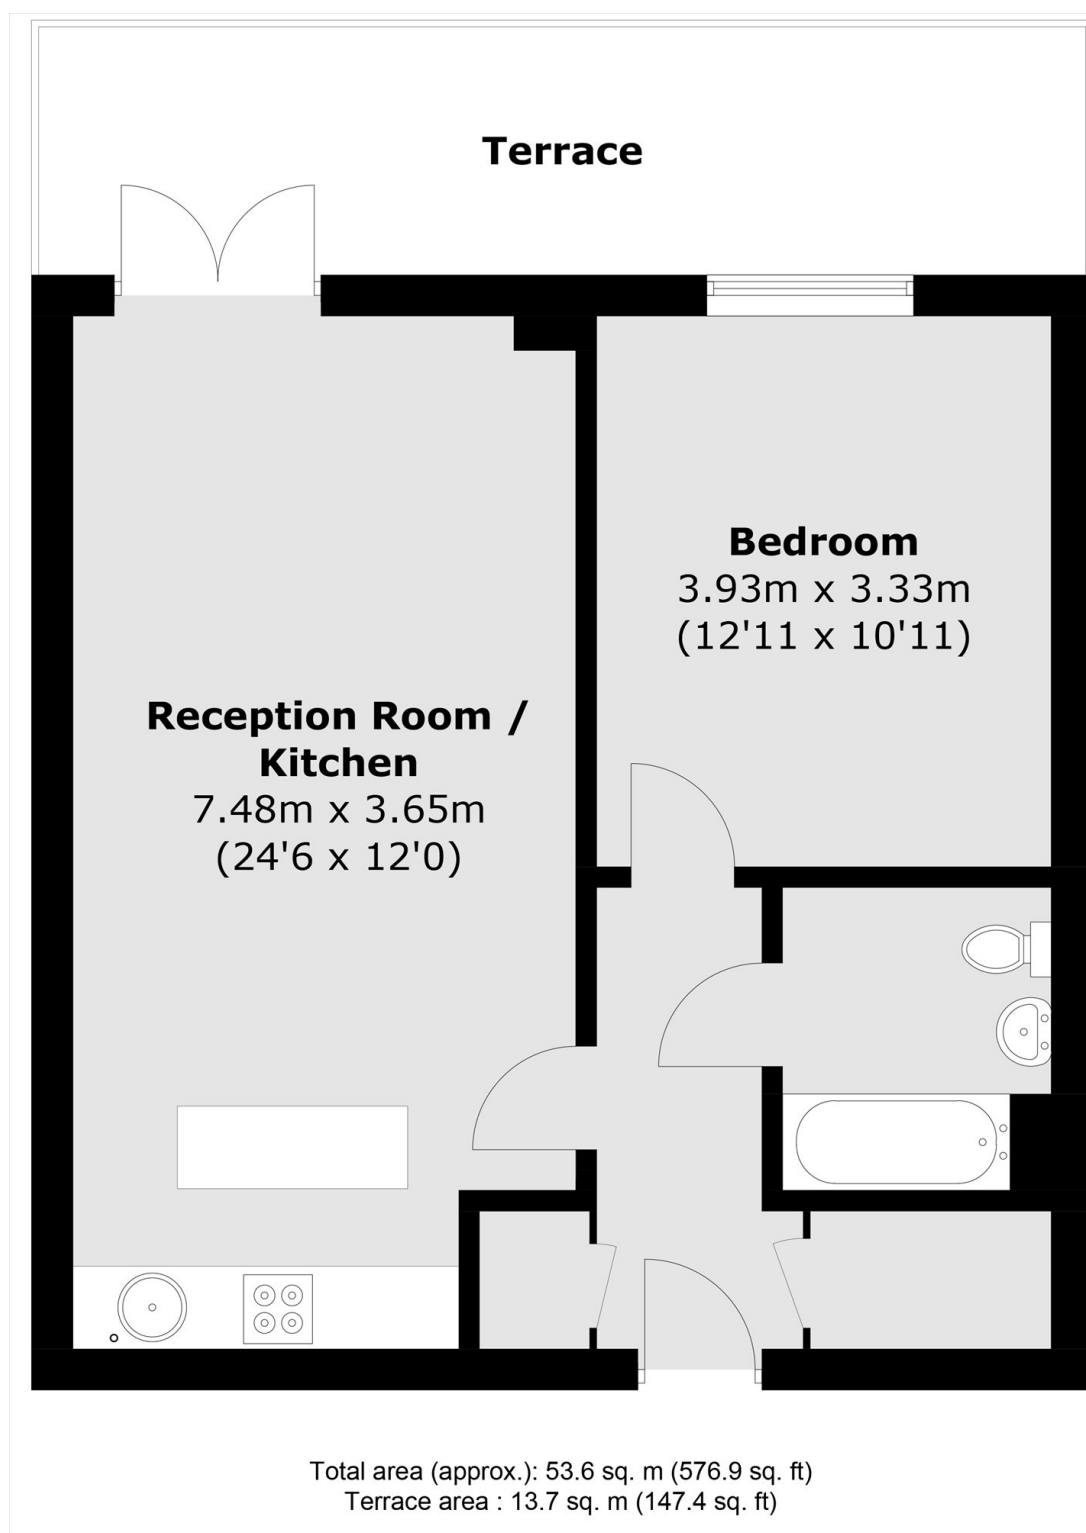 Terrace
Bedroom
3.93m x 3.33m
(12'11 x 10'11)
Reception Room /
Kitchen
7.48m x 3.65m
(24'6 x 12'0)
Total area (approx.): 53.6 sq. m (576.9 sq. ft)
Terrace area : 13.7 sq. m (147.4 sq. ft)